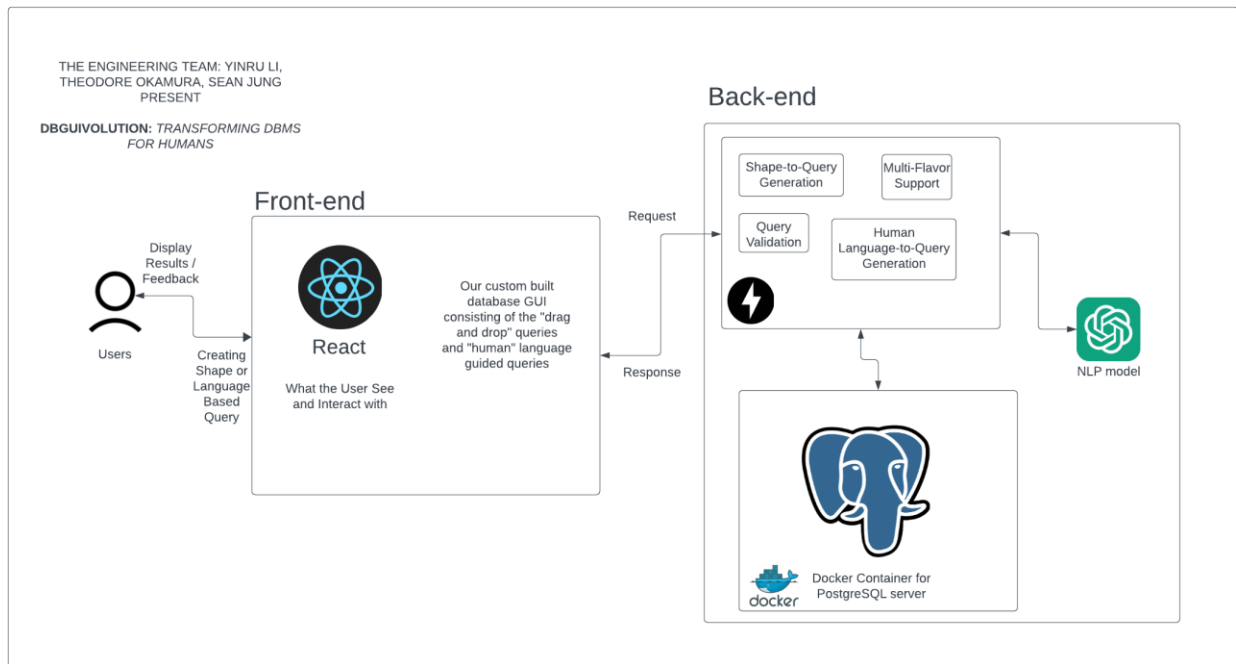 THE ENGINEERING TEAM: YINRU LI,
THEODORE OKAMURA, SEAN JUNG
PRESENT
DBGUIVOLUTION: TRANSFORMING DBMS
FOR HUMANS
Front-end
Display
Results /
Feedback
Users
Creating
Shape or
Language
Based
Query
React
What the User See
and Interact with
Our custom built
database GUI
consisting of the "drag
and drop" queries
and "human" language
guided queries
Request
Response
Back-end
Shape-to-Query
Generation
Multi-Flavor
Support
Query
Validation
Human
Language-to-Query
Generation
NLP model
docker
Docker Container for
PostgreSQL server